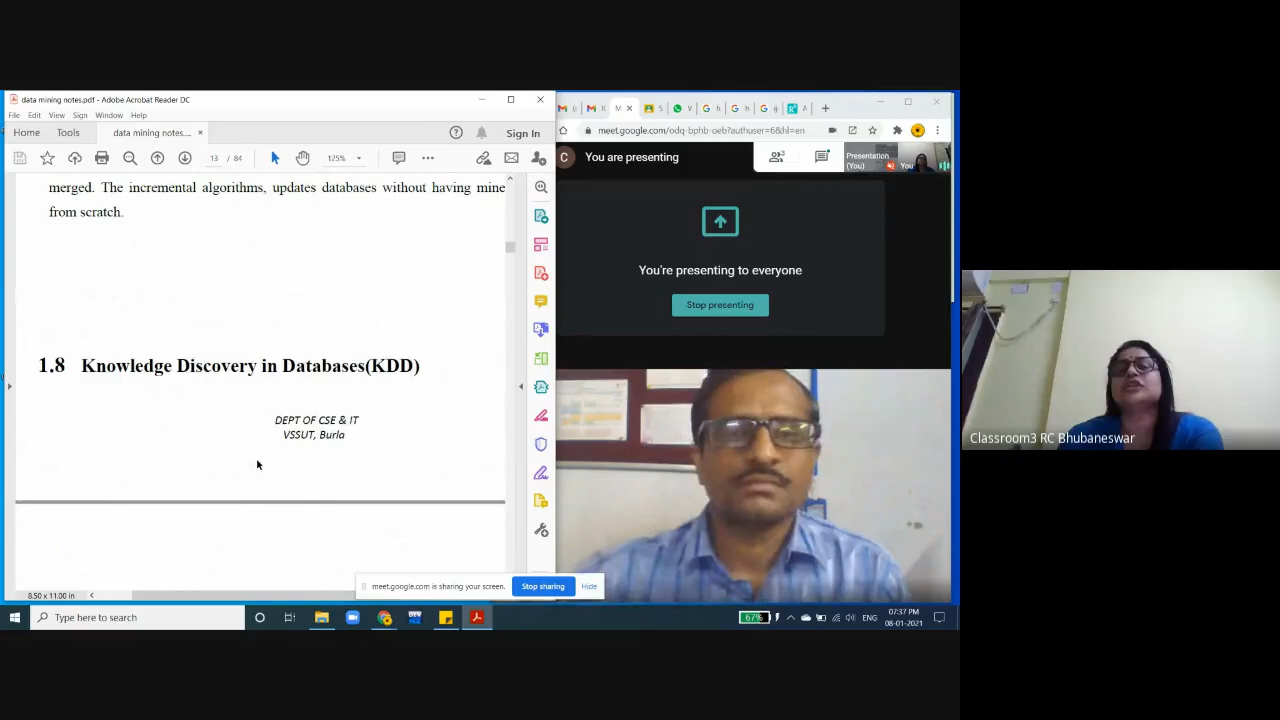 data mining notes.pdf - Adobe Acrobat Reader DC
File Edit View Sign Window Help
Home Tools data mining notes.... × Sign In
13 / 84 125%
merged. The incremental algorithms, updates databases without having mine
from scratch.
1.8 Knowledge Discovery in Databases(KDD)
DEPT OF CSE & IT
VSSUT, Burla
8.50 x 11.00 in
meet.google.com/odq-bphb-oeb?authuser=6&hl=en
C You are presenting
3
Presentation
(You)
You
You're presenting to everyone
Stop presenting
meet.google.com is sharing your screen. Stop sharing Hide
Classroom3 RC Bhubaneswar
Type here to search
67% ENG
07:37 PM
08-01-2021